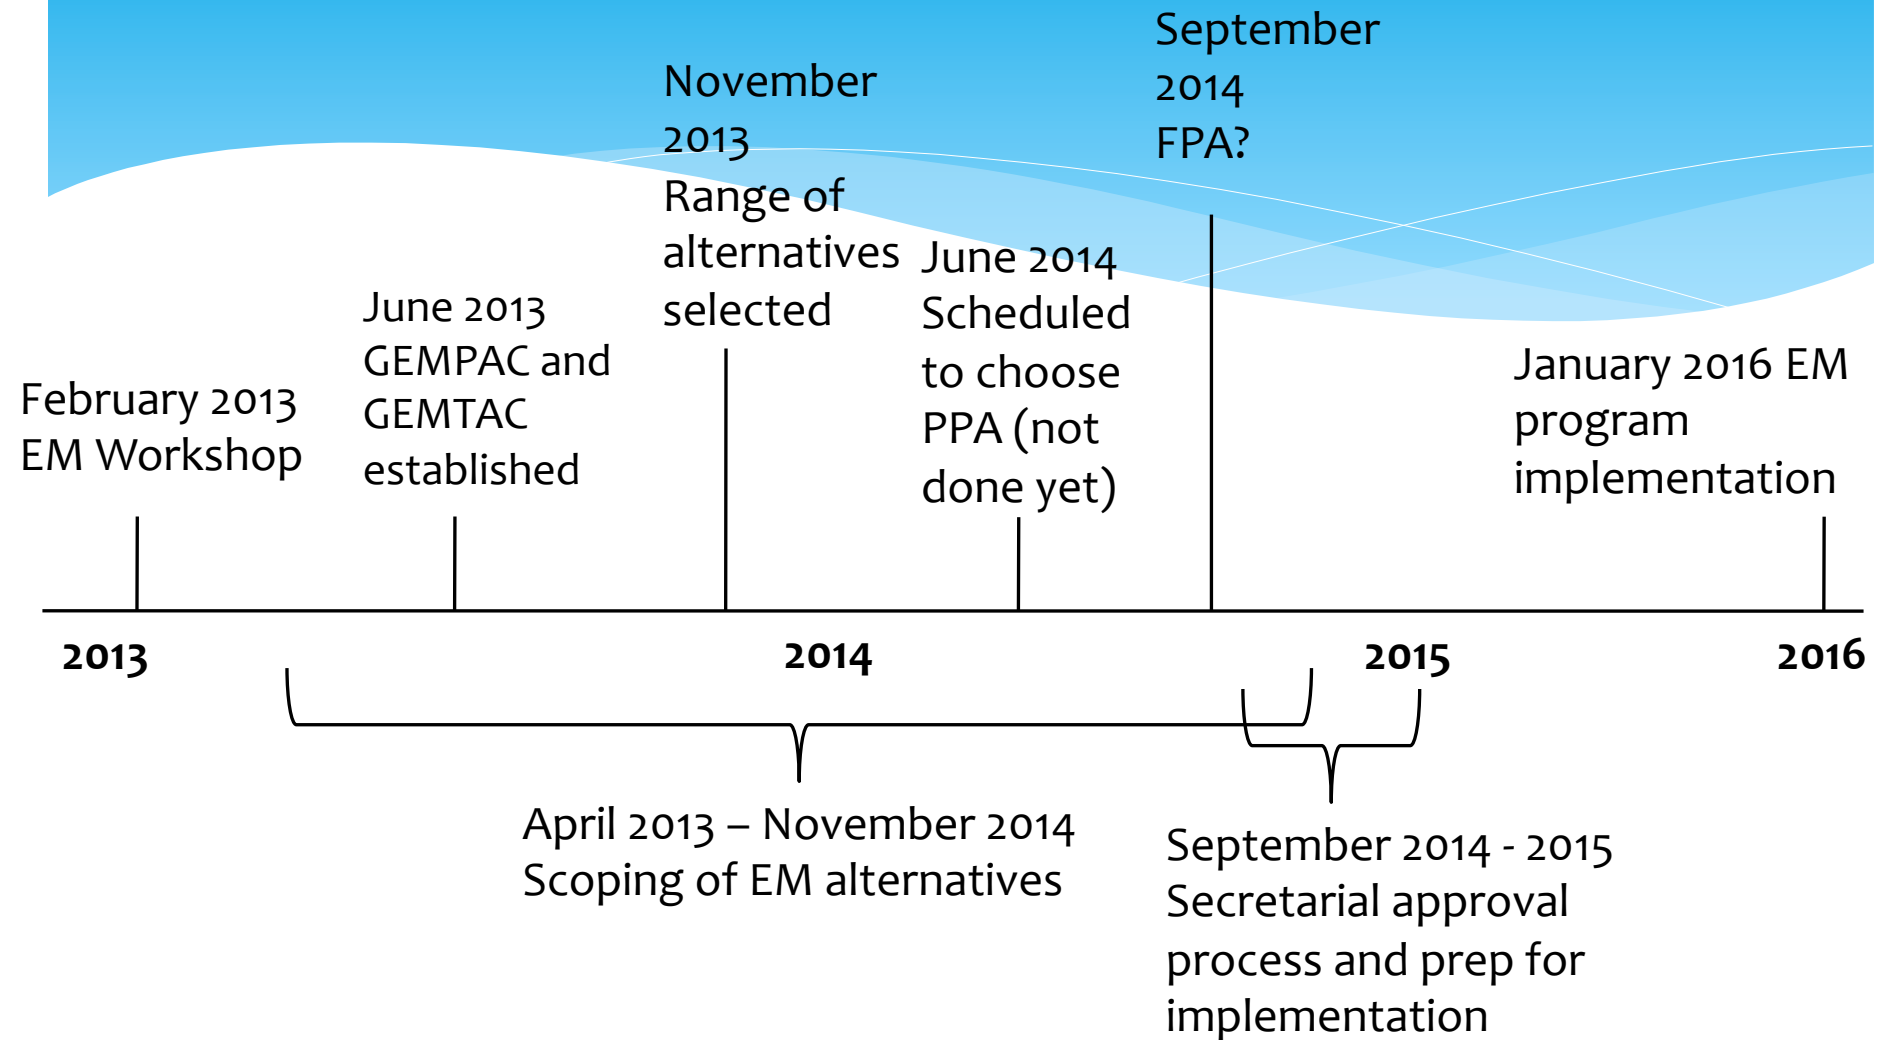 February 2013
EM Workshop
June 2013
GEMPAC and
GEMTAC
established
November
2013
Range of
alternatives
selected
June 2014
Scheduled
to choose
PPA (not
done yet)
September
2014
FPA?
January 2016 EM
program
implementation
2013
2014
2015
2016
April 2013 – November 2014
Scoping of EM alternatives
September 2014 - 2015
Secretarial approval
process and prep for
implementation